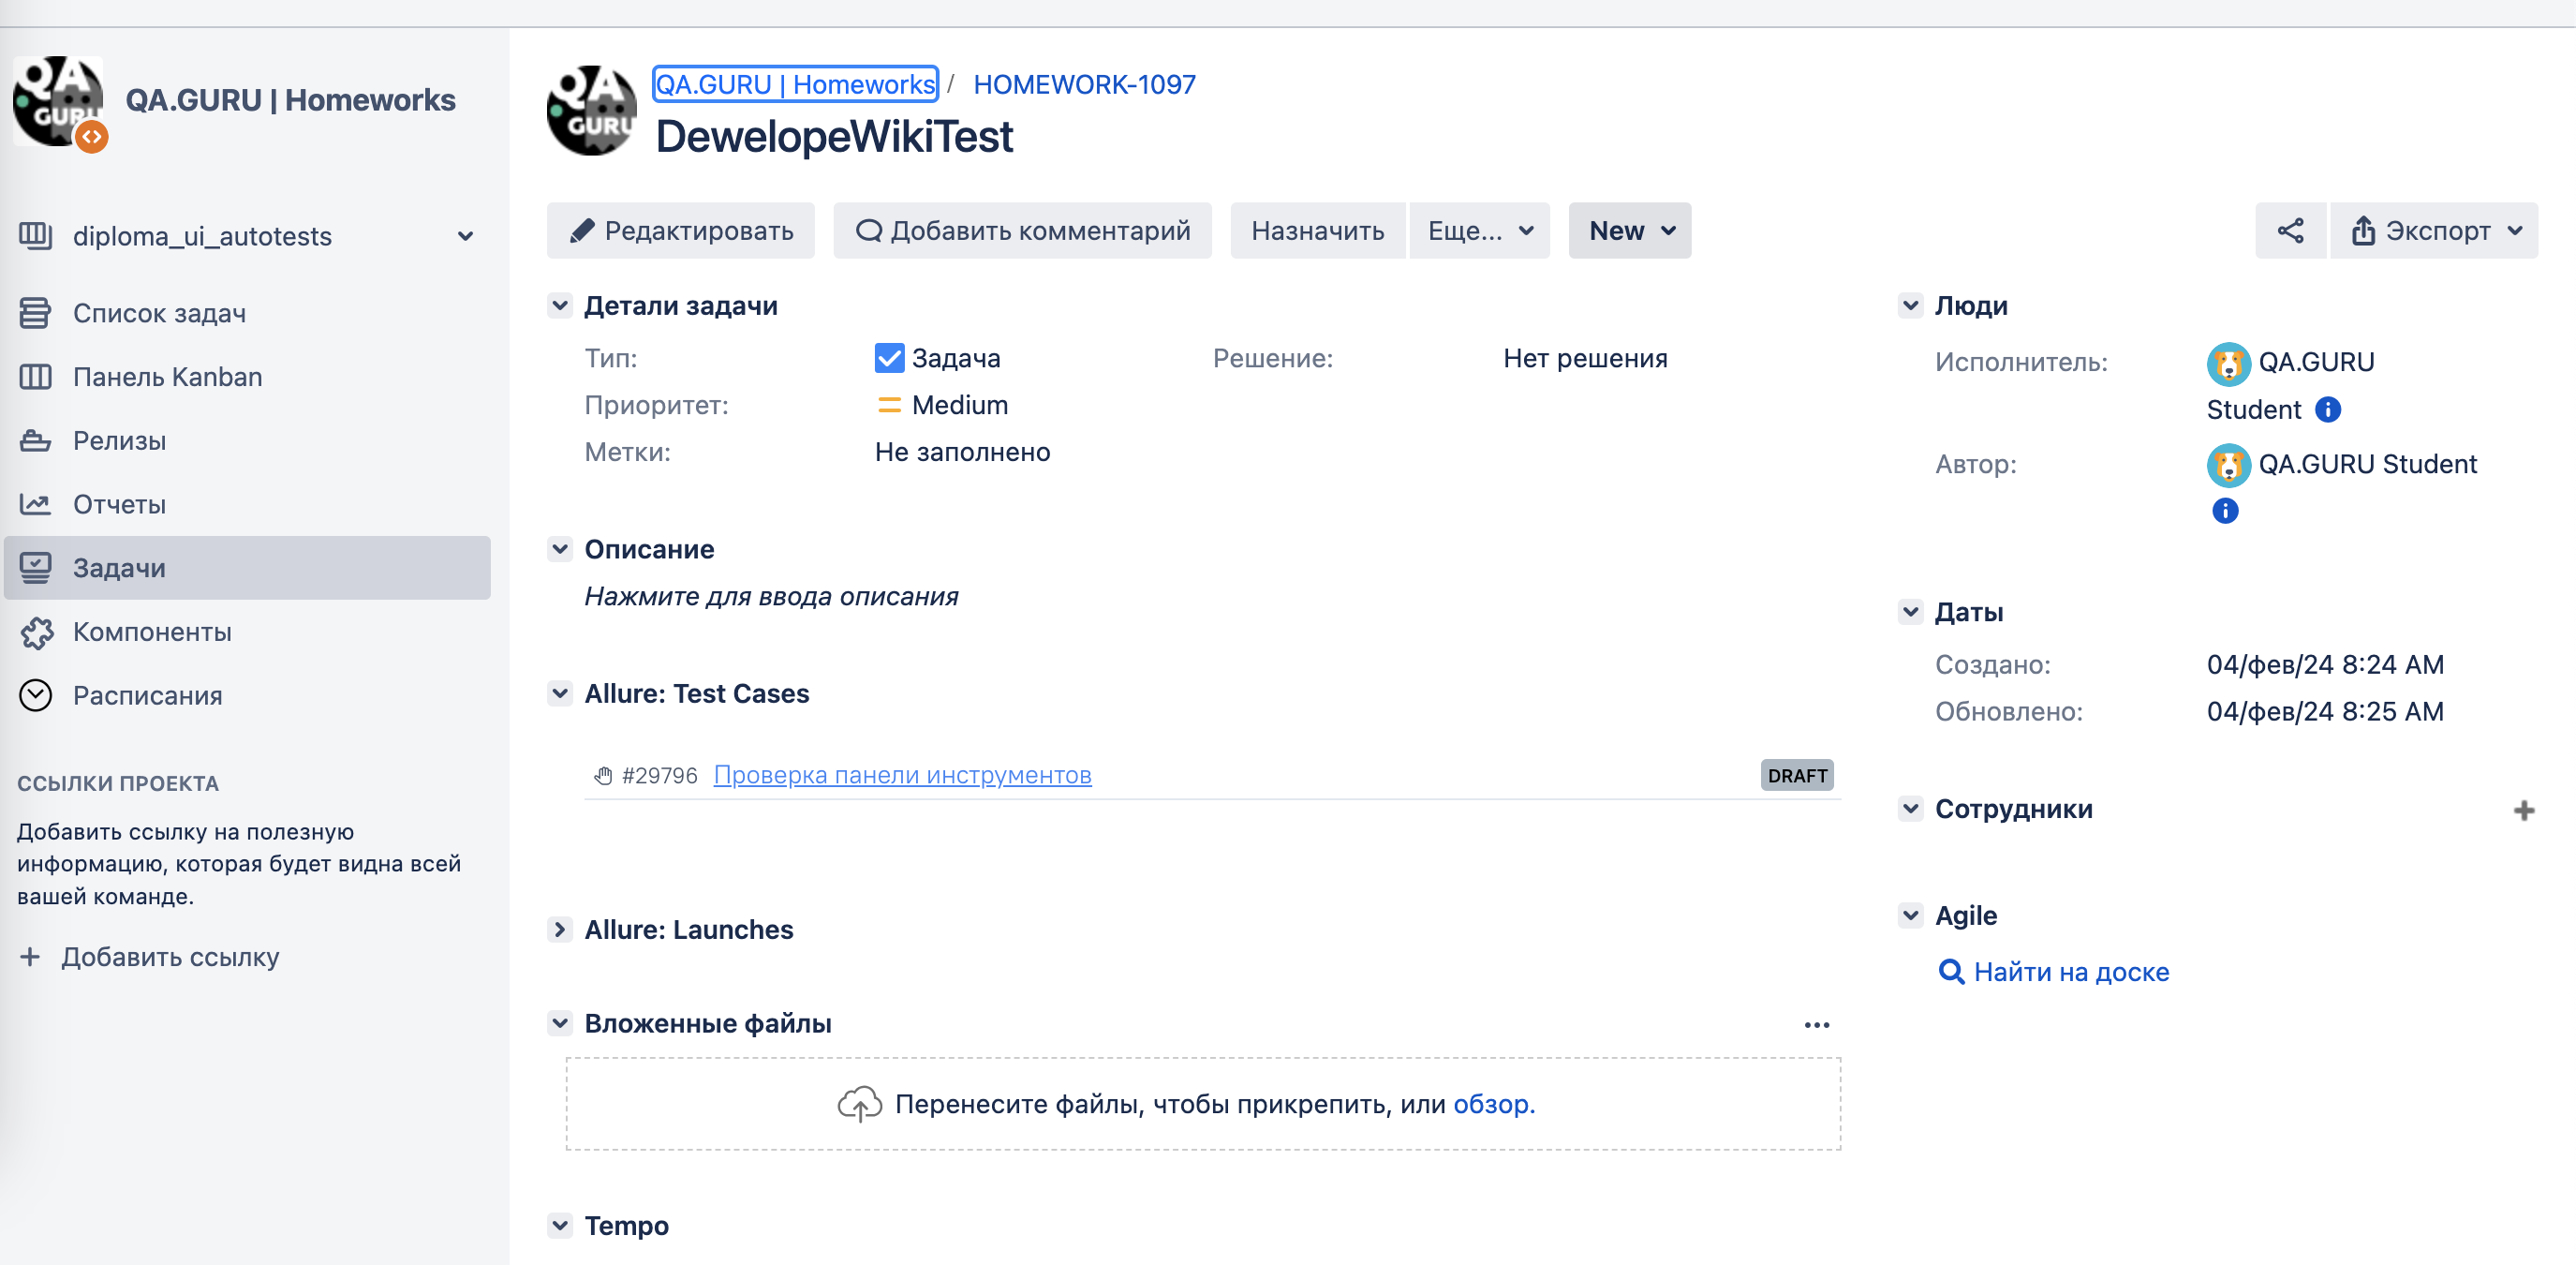 QA GURU
QA.GURU | Homeworks
diploma_ui_autotests
Список задач
Панель Kanban
Релизы
Отчеты
Задачи
Компоненты
Расписания
ССЫЛКИ ПРОЕКТА
Добавить ссылку на полезную
информацию, которая будет видна всей
вашей команде.
+ Добавить ссылку
QA GURU
QA.GURU | Homeworks / HOMEWORK-1097
DewelopeWikiTest
Редактировать Добавить комментарий Назначить Еще... New Экспорт
Детали задачи
Тип: Задача Решение: Нет решения
Приоритет: Medium
Метки: Не заполнено
Описание
Нажмите для ввода описания
Allure: Test Cases
#29796 Проверка панели инструментов DRAFT
Allure: Launches
Вложенные файлы ...
Перенесите файлы, чтобы прикрепить, или обзор.
Tempo
Люди
Исполнитель: QA.GURU
Student
Автор: QA.GURU Student
Даты
Создано: 04/фев/24 8:24 AM
Обновлено: 04/фев/24 8:25 AM
Сотрудники +
Agile
Найти на доске